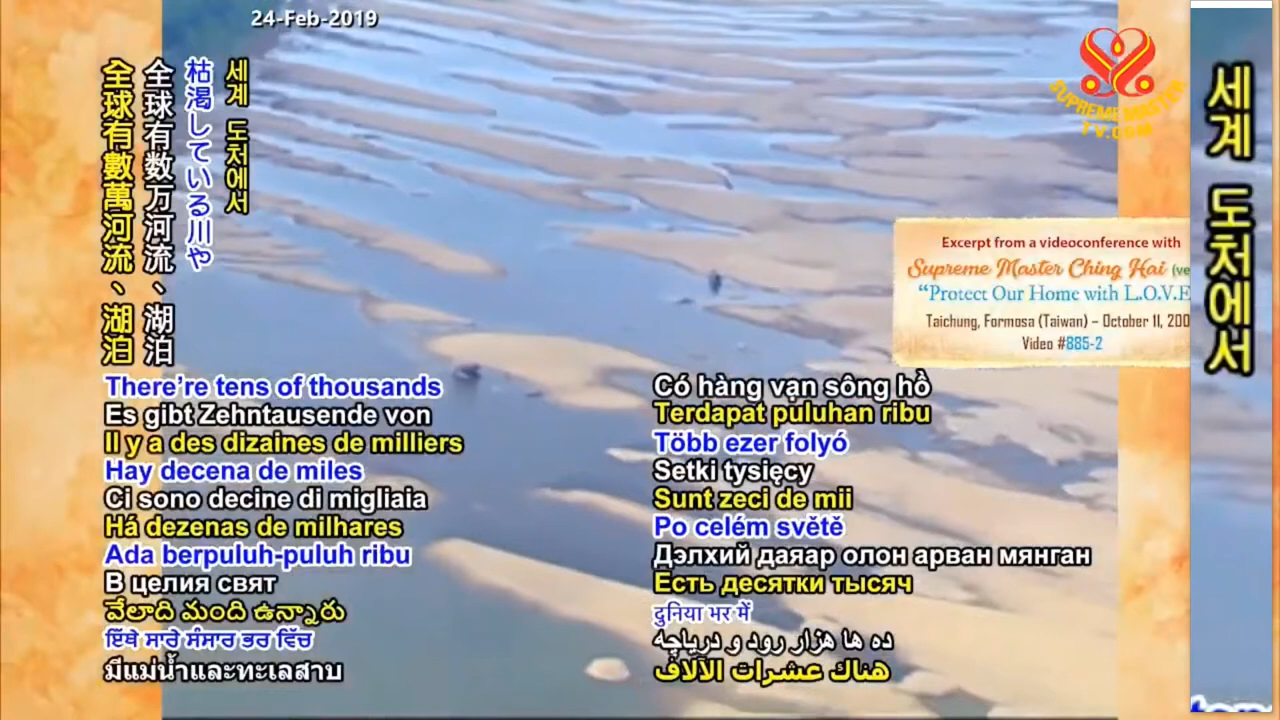 24-Feb-2019
SUPREME MASTER
TV.COM
세계 도처에서
枯渇している川や
全球有数万河流、湖泊
全球有數萬河流、湖泊
Excerpt from a videoconference with
Supreme Master Ching Hai (ve
“Protect Our Home with L.O.V.E
Taichung, Formosa (Taiwan) – October 11, 200
Video #885-2
There’re tens of thousands
Es gibt Zehntausende von
Il y a des dizaines de milliers
Hay decena de miles
Ci sono decine di migliaia
Há dezenas de milhares
Ada berpuluh-puluh ribu
В целия свят
వేలాది మంది ఉన్నారు
ਇੱਥੇ ਸਾਰੇ ਸੰਸਾਰ ਭਰ ਵਿੱਚ
มีแม่น้ำและทะเลสาบ
Có hàng vạn sông hồ
Terdapat puluhan ribu
Több ezer folyó
Setki tysięcy
Sunt zeci de mii
Po celém světě
Дэлхий даяар олон арван мянган
Есть десятки тысяч
दुनिया भर में
ده ها هزار رود و دریاچه
هناك عشرات الآلاف
세계 도처에서